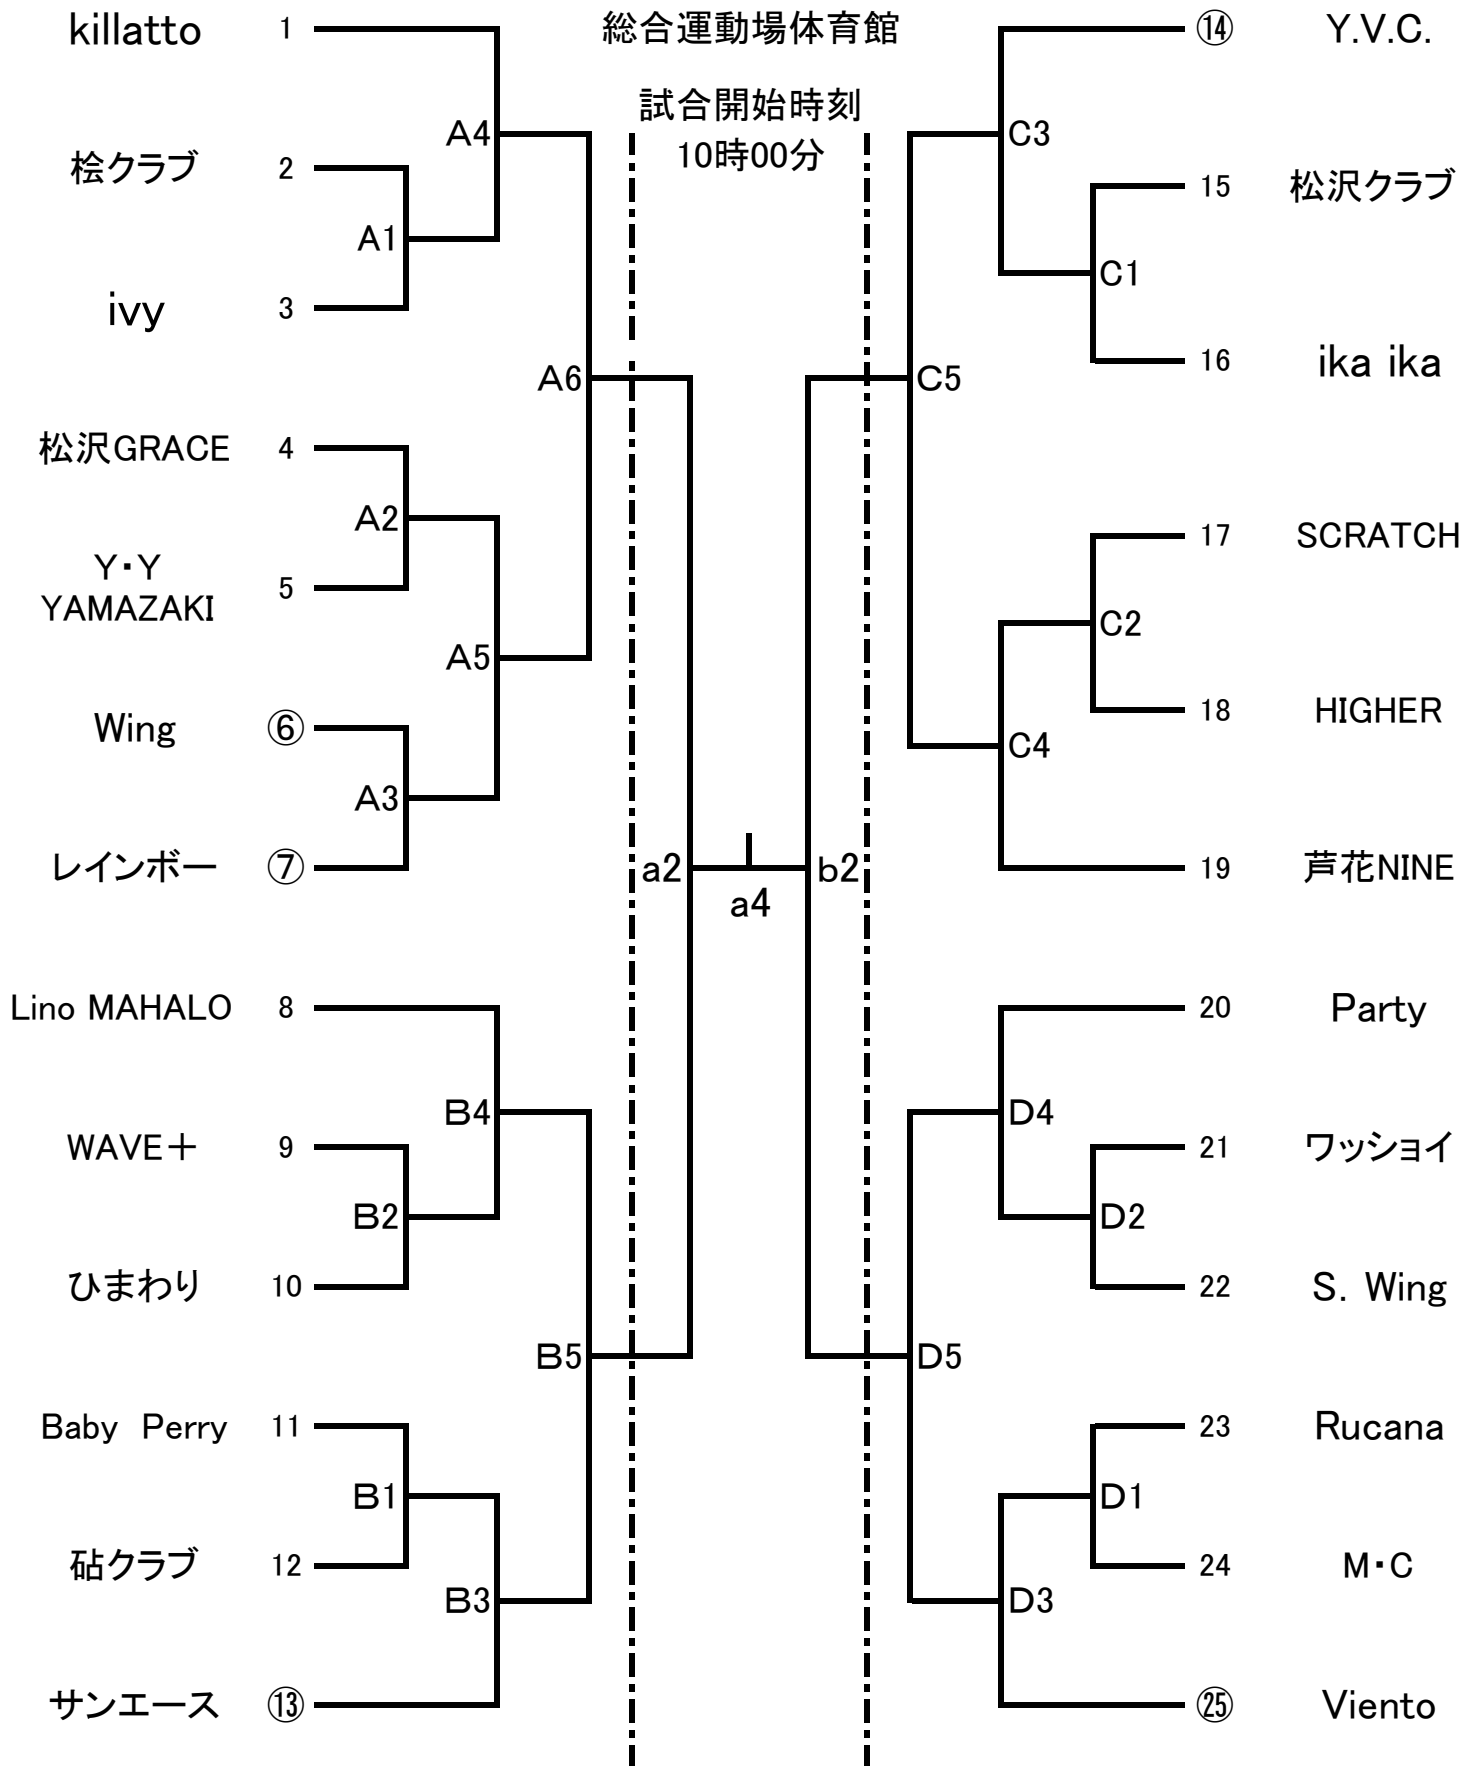 総合運動場体育館
試合開始時刻
10時00分
killatto 1
A4
桧クラブ 2
A1
ivy 3
A6
松沢GRACE 4
A2
Y・Y
YAMAZAKI 5
A5
Wing ⑥
A3
レインボー ⑦
a2
a4
b2
Lino MAHALO 8
B4
WAVE＋ 9
B2
ひまわり 10
B5
Baby Perry 11
B1
砧クラブ 12
B3
サンエース ⑬
⑭ Y.V.C.
C3
15 松沢クラブ
C1
16 ika ika
C5
17 SCRATCH
C2
18 HIGHER
C4
19 芦花NINE
20 Party
D4
21 ワッショイ
D2
22 S. Wing
D5
23 Rucana
D1
24 M・C
D3
㉕ Viento